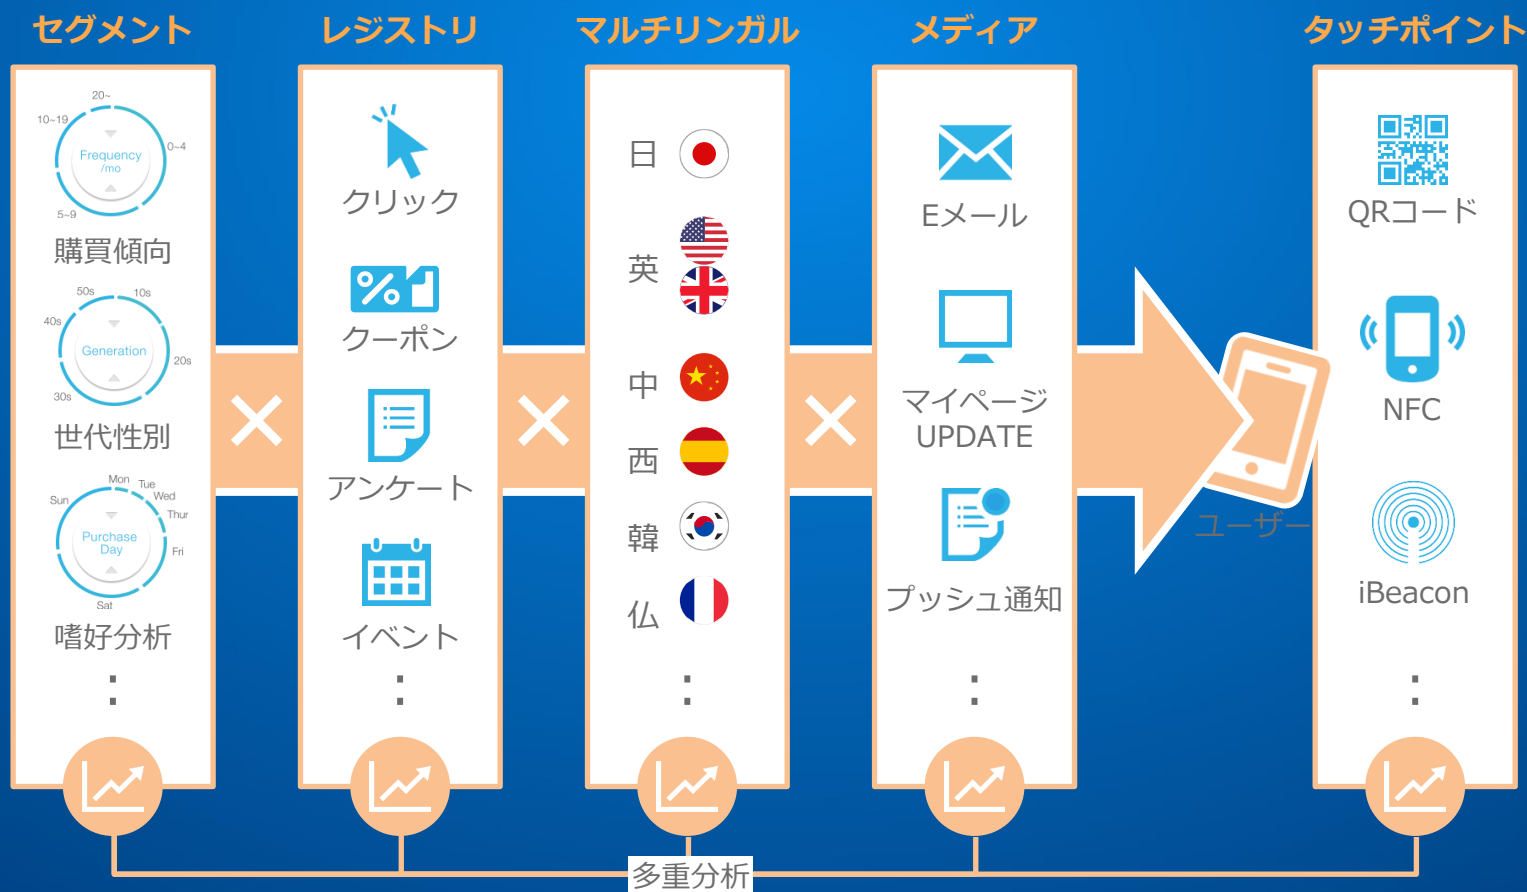 セグメント
20~
10~19
0~4
Frequency
/mo
5~9
購買傾向
50s
10s
40s
Generation
20s
30s
世代性別
Mon
Tue
Sun
Wed
Thur
Purchase
Day
Fri
Sat
嗜好分析
:
レジストリ
クリック
クーポン
アンケート
イベント
:
マルチリンガル
日
英
中
西
韓
仏
:
メディア
Eメール
マイページ
UPDATE
プッシュ通知
:
ユーザー
タッチポイント
QRコード
NFC
iBeacon
:
多重分析